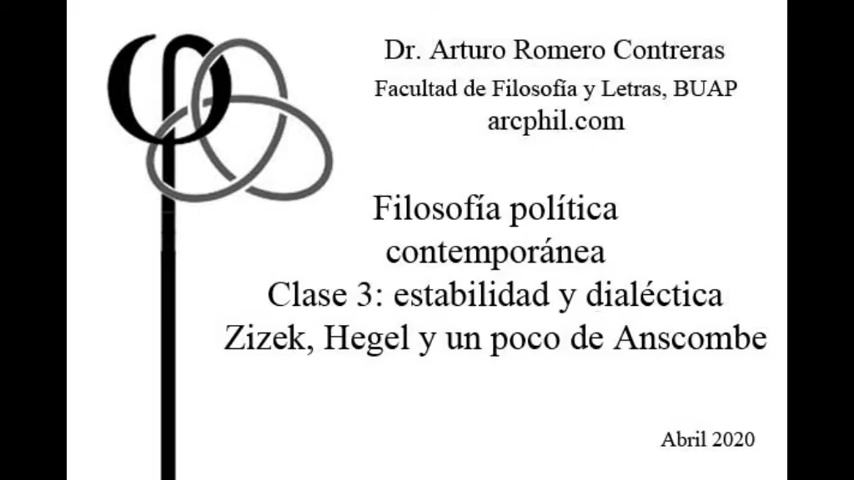 Dr. Arturo Romero Contreras
Facultad de Filosofía y Letras, BUAP
arcphil.com
Filosofía política
contemporánea
Clase 3: estabilidad y dialéctica
Zizek, Hegel y un poco de Anscombe
Abril 2020